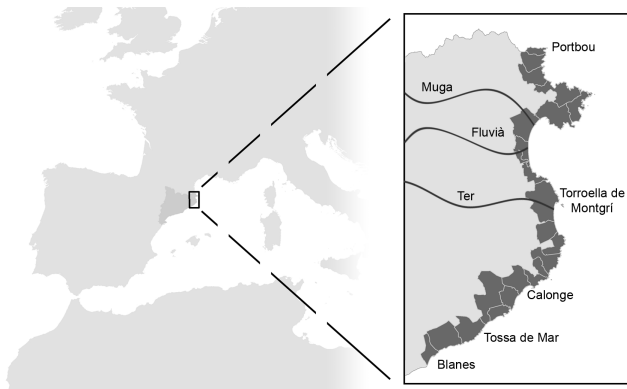 Portbou
Muga
Fluvià
Ter
Torroella de
Montgrí
Calonge
Tossa de Mar
Blanes